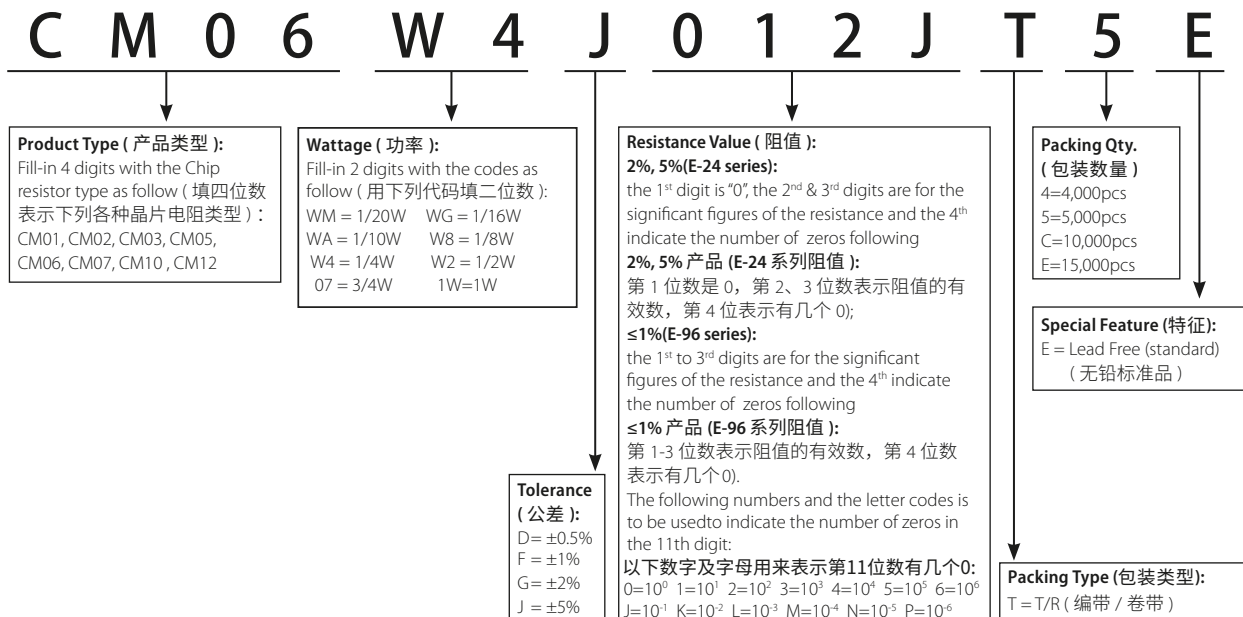 C M 0 6 W 4 J 0 1 2 J T 5 E
Product Type ( 产品类型 ):
Fill-in 4 digits with the Chip
resistor type as follow ( 填四位数
表示下列各种晶片电阻类型 ) :
CM01, CM02, CM03, CM05,
CM06, CM07, CM10 , CM12
Wattage ( 功率 ):
Fill-in 2 digits with the codes as
follow ( 用下列代码填二位数 ):
WM = 1/20W WG = 1/16W
WA = 1/10W W8 = 1/8W
W4 = 1/4W W2 = 1/2W
07 = 3/4W 1W=1W
Tolerance
( 公差 ):
D= ±0.5%
F = ±1%
G= ±2%
J = ±5%
Resistance Value ( 阻值 ):
2%, 5%(E-24 series):
the 1st digit is “0”, the 2nd & 3rd digits are for the
significant figures of the resistance and the 4th
indicate the number of zeros following
2%, 5% 产品 (E-24 系列阻值 ):
第 1 位数是 0，第 2、3 位数表示阻值的有
效数，第 4 位表示有几个 0);
≤1%(E-96 series):
the 1st to 3rd digits are for the significant
figures of the resistance and the 4th indicate
the number of zeros following
≤1% 产品 (E-96 系列阻值 ):
第 1-3 位数表示阻值的有效数，第 4 位数
表示有几个 0).
The following numbers and the letter codes is
to be usedto indicate the number of zeros in
the 11th digit:
以下数字及字母用来表示第11位数有几个0:
0=10⁰ 1=10¹ 2=10² 3=10³ 4=10⁴ 5=10⁵ 6=10⁶
J=10⁻¹ K=10⁻² L=10⁻³ M=10⁻⁴ N=10⁻⁵ P=10⁻⁶
Packing Type (包装类型):
T = T/R ( 编带 / 卷带 )
Packing Qty.
( 包装数量 )
4=4,000pcs
5=5,000pcs
C=10,000pcs
E=15,000pcs
Special Feature (特征):
E = Lead Free (standard)
( 无铅标准品 )